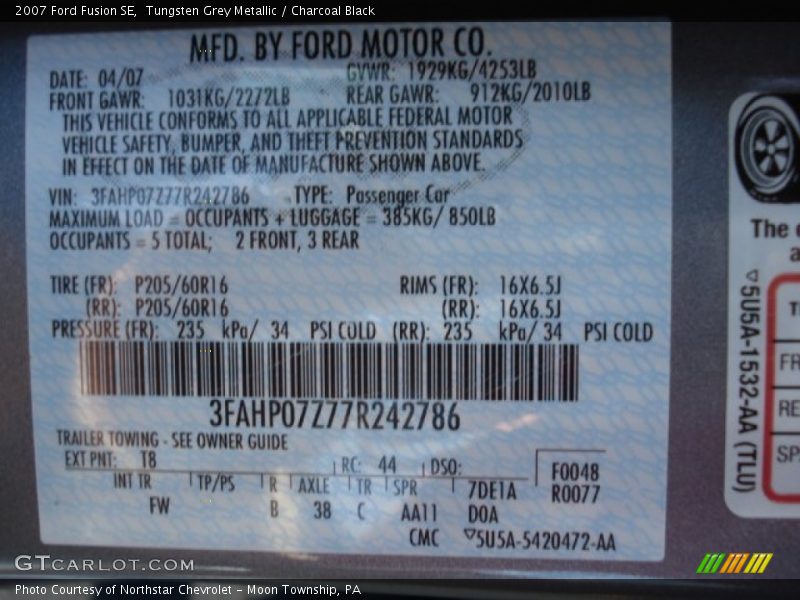 2007 Ford Fusion SE,  Tungsten Grey Metallic / Charcoal Black
MFD. BY FORD MOTOR CO.
DATE: 04/07 GVWR: 1929KG/4253LB
FRONT GAWR: 1031KG/2272LB REAR GAWR: 912KG/2010LB
THIS VEHICLE CONFORMS TO ALL APPLICABLE FEDERAL MOTOR
VEHICLE SAFETY, BUMPER, AND THEFT PREVENTION STANDARDS
IN EFFECT ON THE DATE OF MANUFACTURE SHOWN ABOVE.
VIN: 3FAHP07Z77R242786 TYPE: Passenger Car
MAXIMUM LOAD = OCCUPANTS + LUGGAGE = 385KG/ 850LB
OCCUPANTS = 5 TOTAL; 2 FRONT, 3 REAR
TIRE (FR): P205/60R16 RIMS (FR): 16X6.5J
(RR): P205/60R16 (RR): 16X6.5J
PRESSURE (FR): 235 kPa/ 34 PSI COLD (RR): 235 kPa/ 34 PSI COLD
3FAHP07Z77R242786
TRAILER TOWING - SEE OWNER GUIDE
EXT PNT: T8 RC: 44 DSO: F0048
INT TR TP/PS R AXLE TR SPR 7DE1A R0077
FW B 38 C AA11 D0A
CMC ▽5U5A-5420472-AA
The
▽5U5A-1532-AA (TLU)
FR
RE
SP
GTCARLOT.COM
Photo Courtesy of Northstar Chevrolet – Moon Township, PA